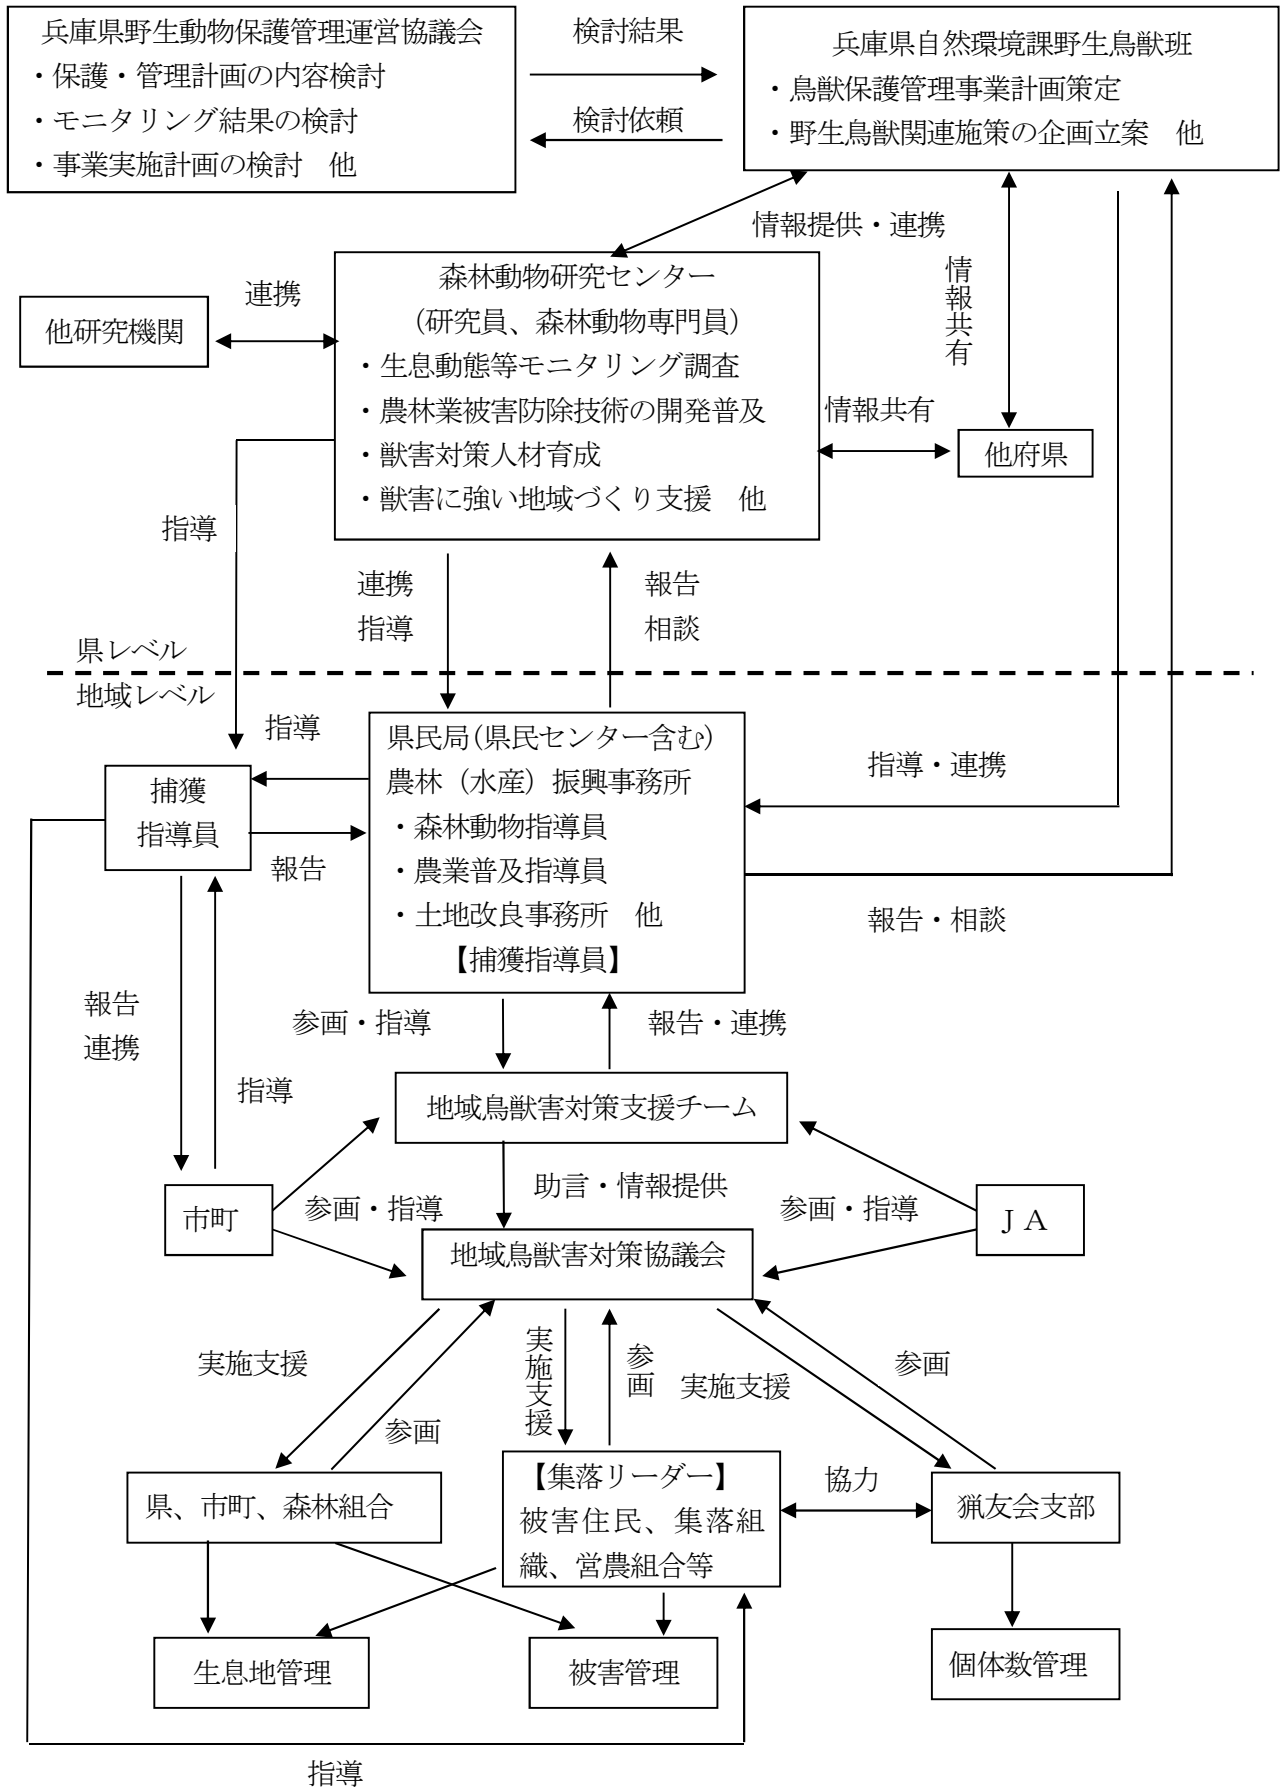 兵庫県野生動物保護管理運営協議会
・保護・管理計画の内容検討
・モニタリング結果の検討
・事業実施計画の検討　他
検討結果
検討依頼
兵庫県自然環境課野生鳥獣班
・鳥獣保護管理事業計画策定
・野生鳥獣関連施策の企画立案　他
情報提供・連携
情報共有
森林動物研究センター
（研究員、森林動物専門員）
・生息動態等モニタリング調査
・農林業被害防除技術の開発普及
・獣害対策人材育成
・獣害に強い地域づくり支援　他
連携
他研究機関
情報共有
他府県
指導
連携
指導
報告
相談
県レベル
地域レベル
指導
県民局(県民センター含む)
農林（水産）振興事務所
・森林動物指導員
・農業普及指導員
・土地改良事務所　他
【捕獲指導員】
捕獲
指導員
報告
指導・連携
報告・相談
報告
連携
指導
参画・指導
報告・連携
地域鳥獣害対策支援チーム
助言・情報提供
市町
参画・指導
参画・指導
ＪＡ
地域鳥獣害対策協議会
実施支援
参画
実施支援
参画
実施支援
参画
県、市町、森林組合
【集落リーダー】
被害住民、集落組
織、営農組合等
協力
猟友会支部
生息地管理
被害管理
個体数管理
指導